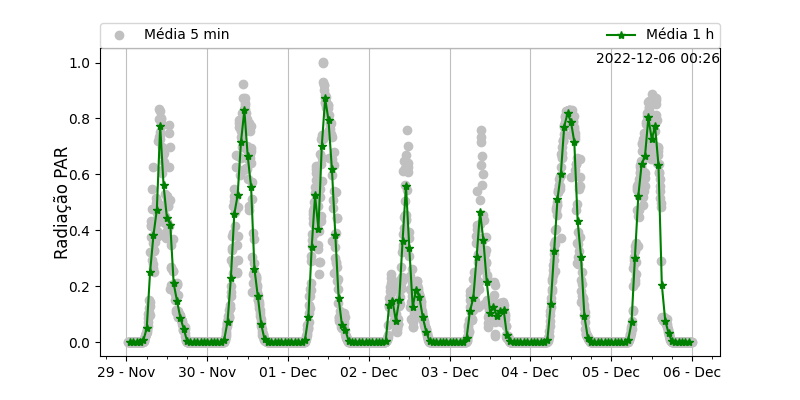 Média 5 min
Média 1 h
2022-12-06 00:26
Radiação PAR
1.0
0.8
0.6
0.4
0.2
0.0
29 - Nov
30 - Nov
01 - Dec
02 - Dec
03 - Dec
04 - Dec
05 - Dec
06 - Dec